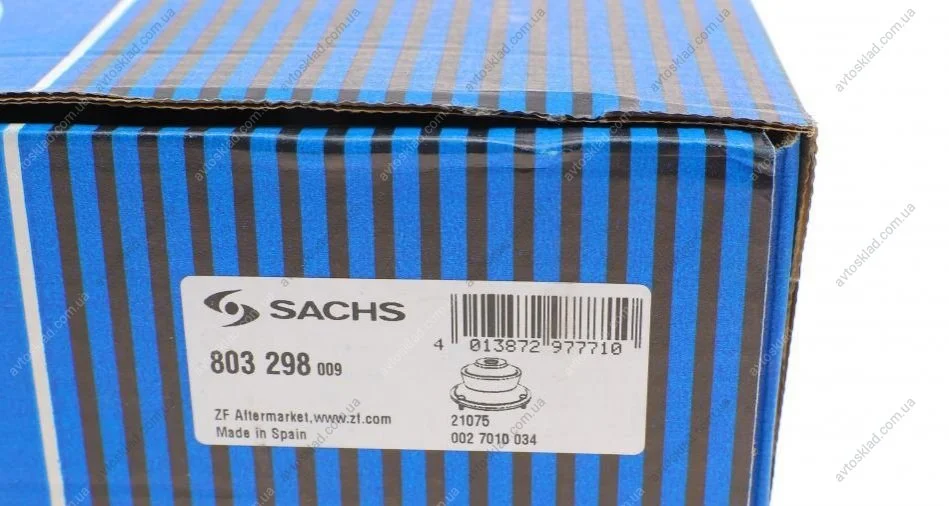 SACHS
803 298 009
ZF Aftermarket, www.zf.com
Made in Spain
4 013872 977710
21075
002 7010 034
avtosklad.com.ua